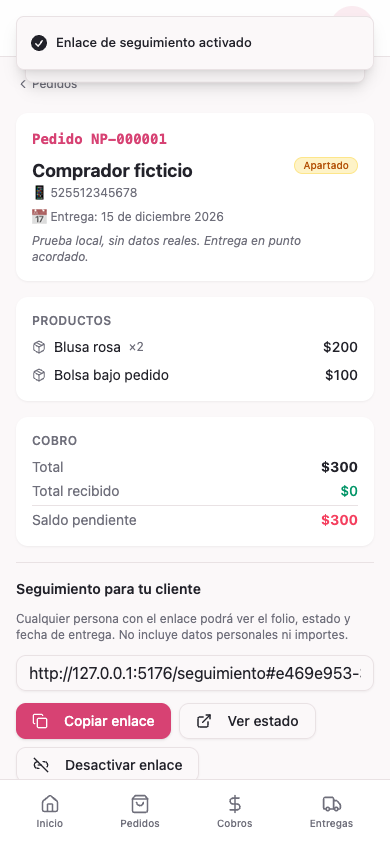 Enlace de seguimiento activado
Pedidos
Pedido NP-000001
Comprador ficticio
Apartado
525512345678
Entrega: 15 de diciembre 2026
Prueba local, sin datos reales. Entrega en punto
acordado.
PRODUCTOS
Blusa rosa ×2 $200
Bolsa bajo pedido $100
COBRO
Total $300
Total recibido $0
Saldo pendiente $300
Seguimiento para tu cliente
Cualquier persona con el enlace podrá ver el folio, estado y
fecha de entrega. No incluye datos personales ni importes.
http://127.0.0.1:5176/seguimiento#e469e953-
Copiar enlace
Ver estado
Desactivar enlace
Inicio
Pedidos
Cobros
Entregas